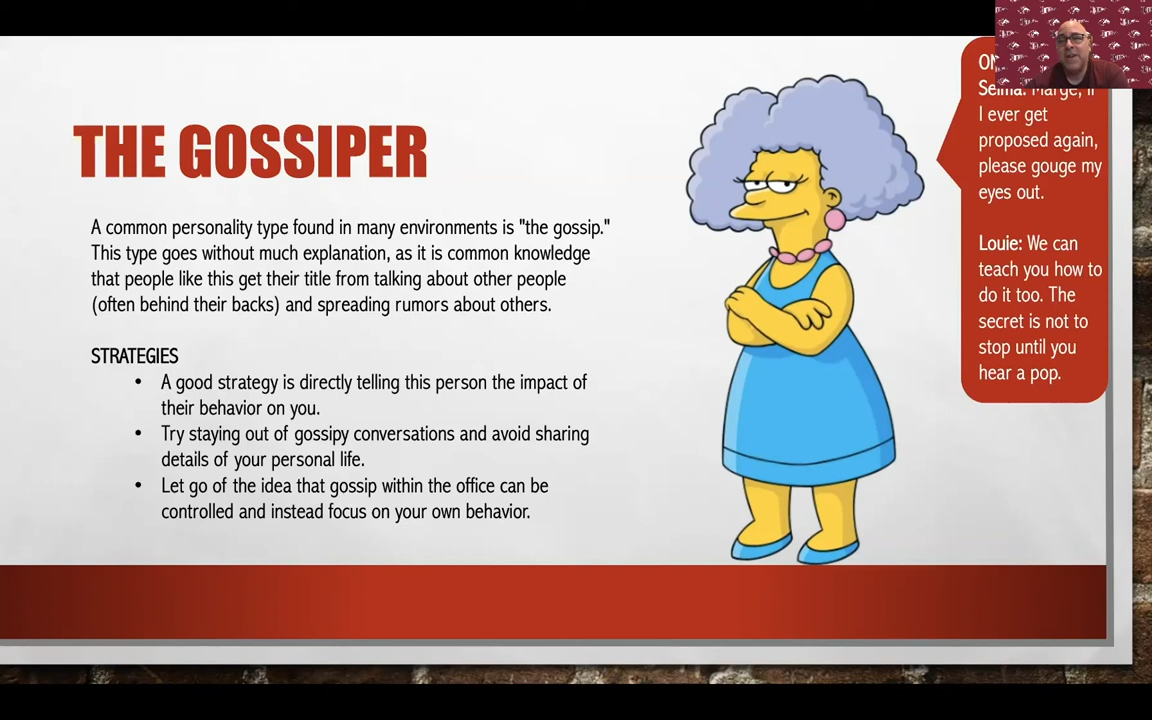 THE GOSSIPER
A common personality type found in many environments is "the gossip."
This type goes without much explanation, as it is common knowledge
that people like this get their title from talking about other people
(often behind their backs) and spreading rumors about others.
STRATEGIES
• A good strategy is directly telling this person the impact of
their behavior on you.
• Try staying out of gossipy conversations and avoid sharing
details of your personal life.
• Let go of the idea that gossip within the office can be
controlled and instead focus on your own behavior.
Selma: Marge, if
I ever get
proposed again,
please gouge my
eyes out.
Louie: We can
teach you how to
do it too. The
secret is not to
stop until you
hear a pop.